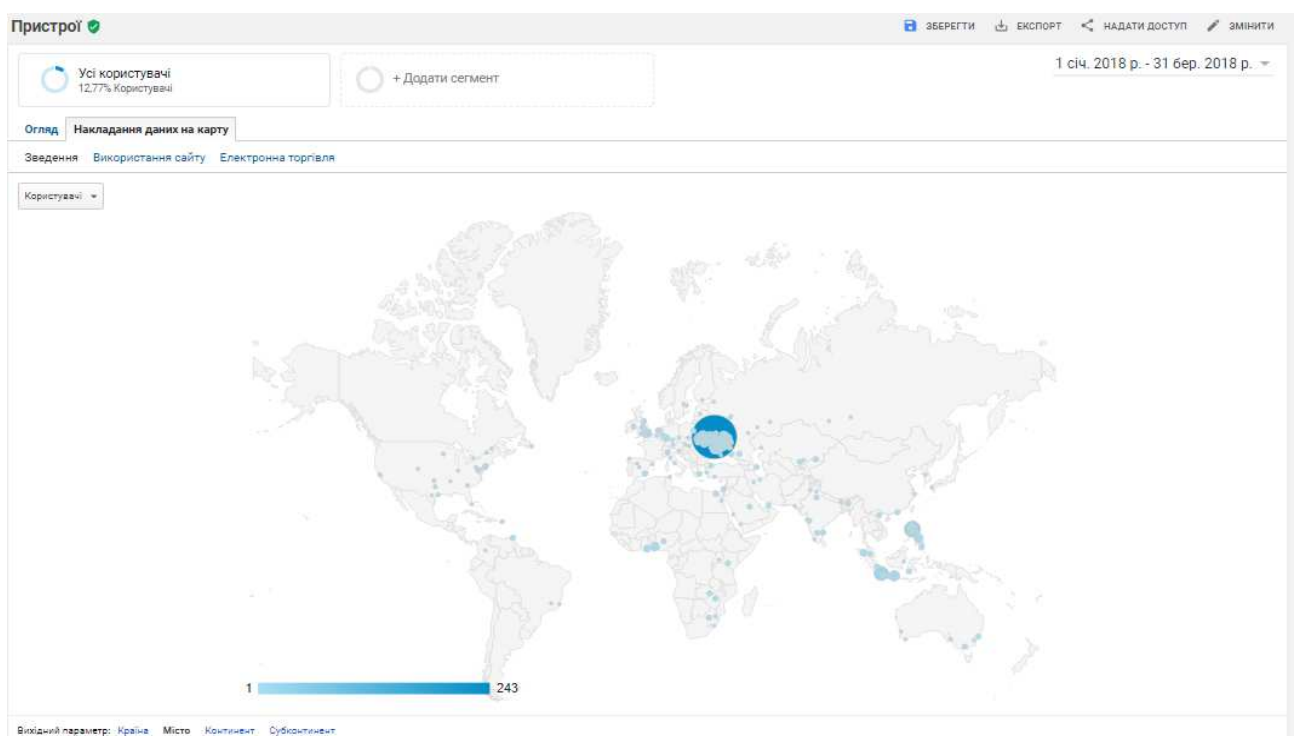 Пристрої
ЗБЕРЕГТИ ЕКСПОРТ НАДАТИ ДОСТУП ЗМІНИТИ
Усі користувачі
12,77% Користувачі
+ Додати сегмент
1 січ. 2018 р. - 31 бер. 2018 р.
Огляд Накладання даних на карту
Зведення Використання сайту Електронна торгівля
Користувачі
1 243
Вихідний параметр: Країна Місто Континент Субконтинент